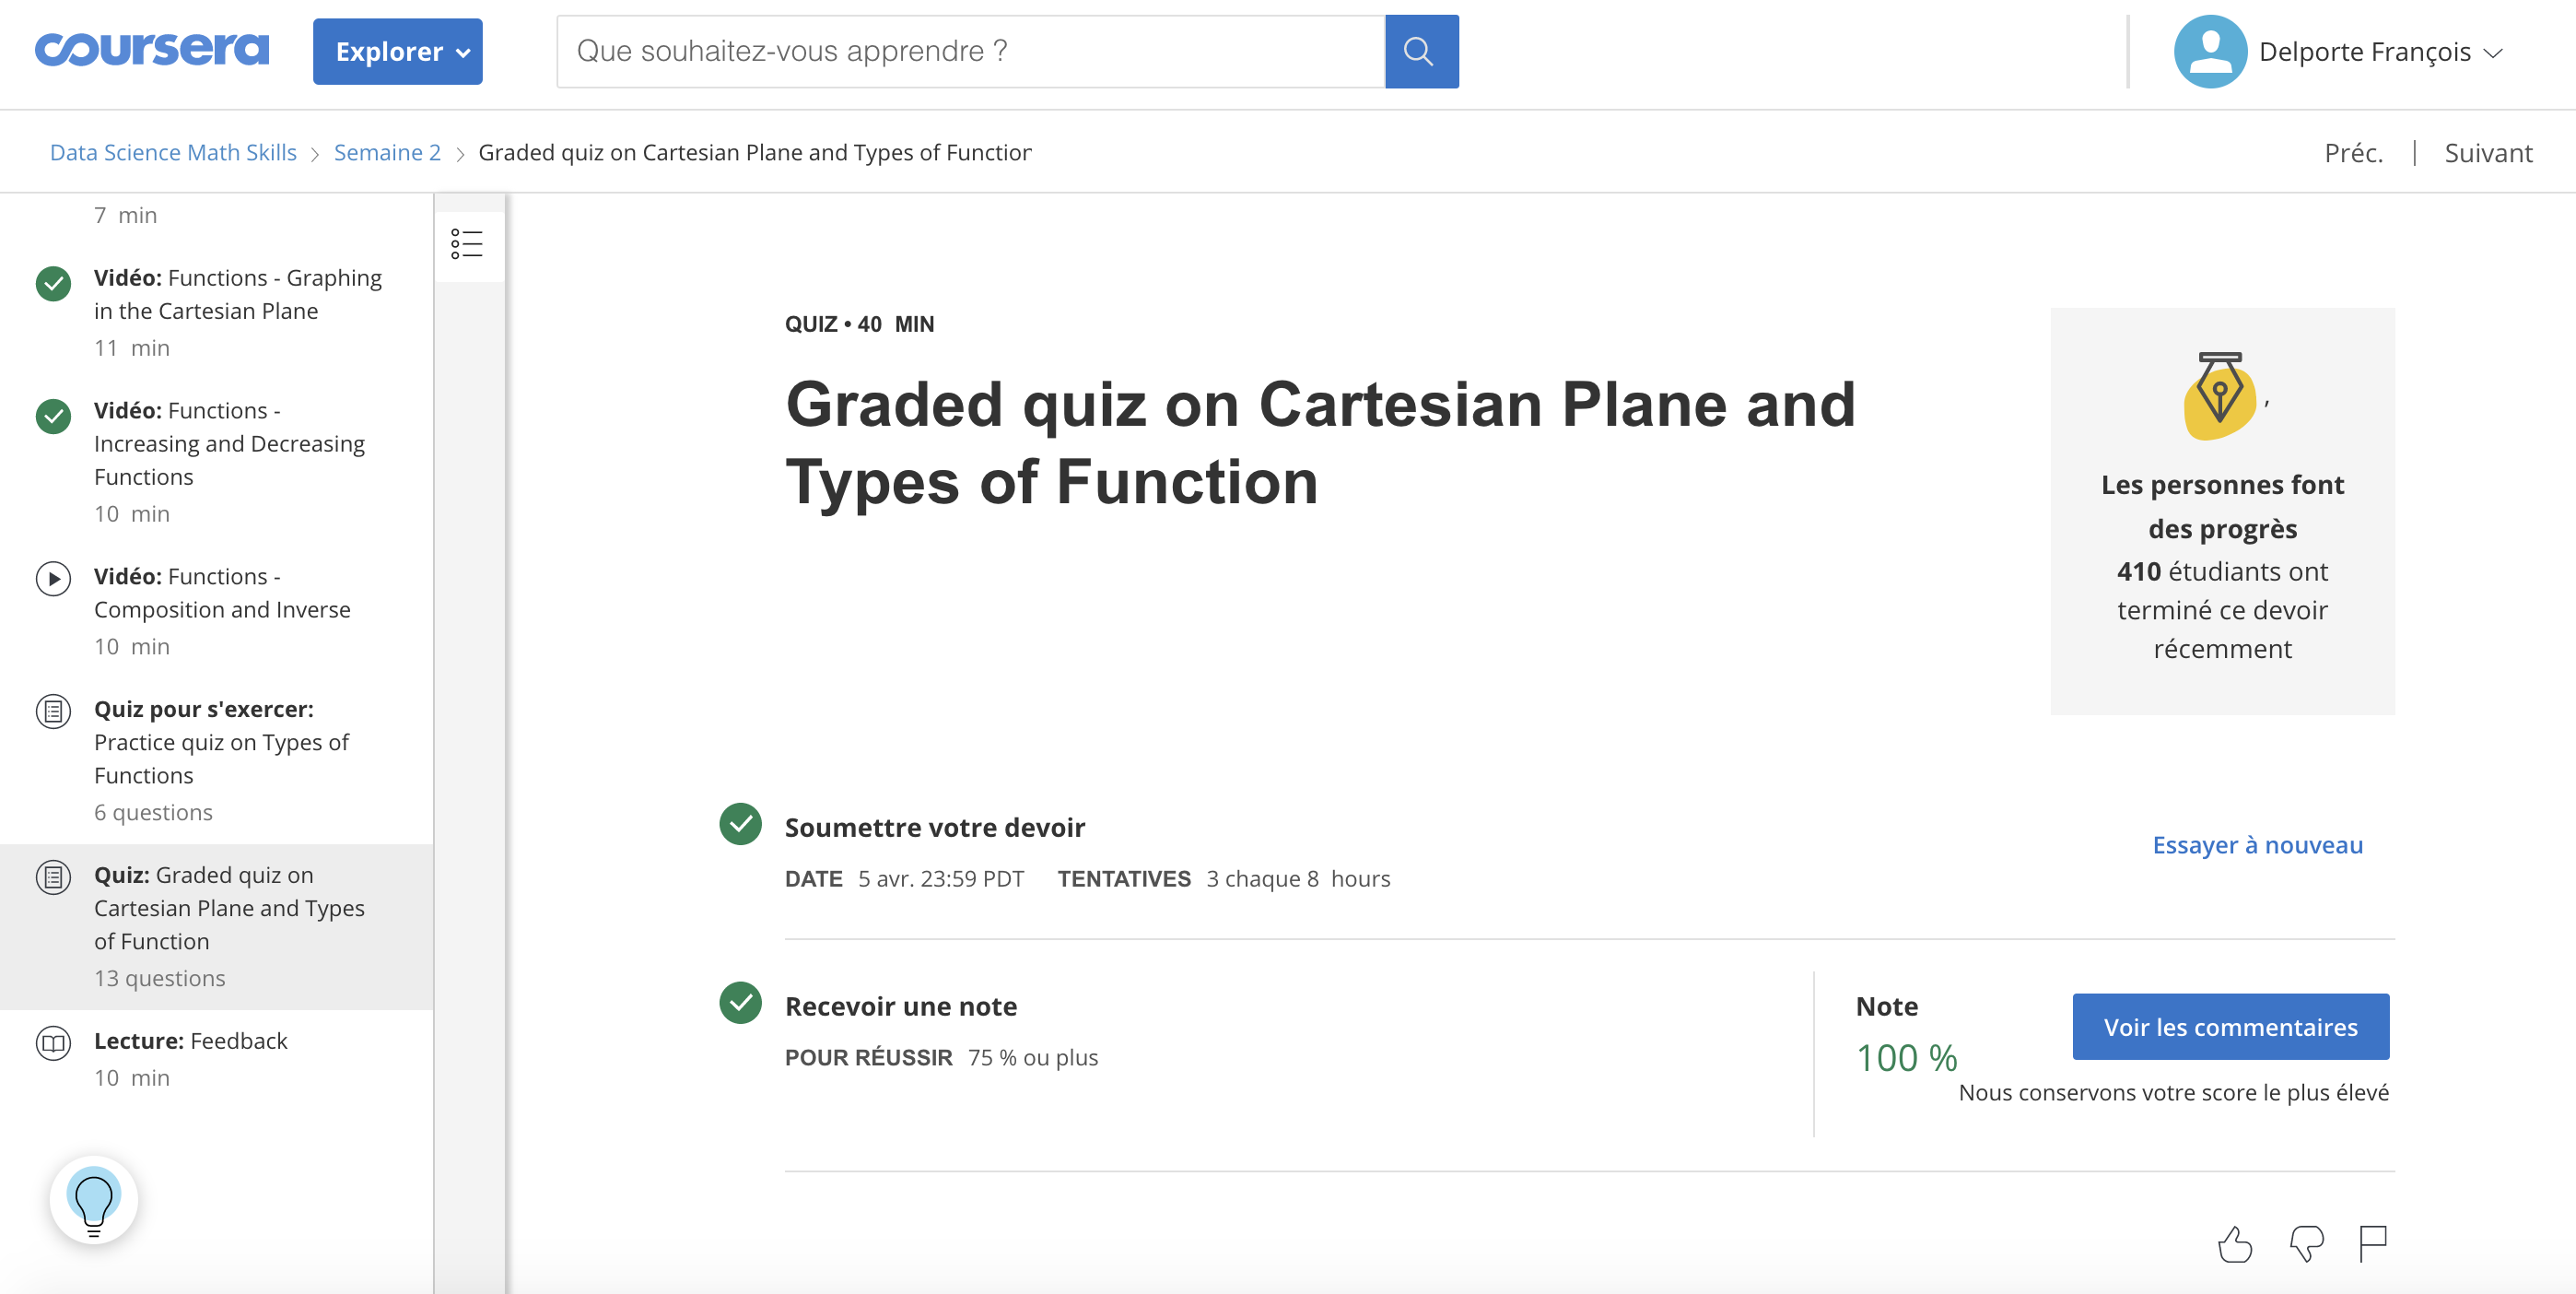 coursera
Explorer
Que souhaitez-vous apprendre ?
Delporte François
Data Science Math Skills > Semaine 2 > Graded quiz on Cartesian Plane and Types of Function
Préc. | Suivant
7 min
Vidéo: Functions - Graphing
in the Cartesian Plane
11 min
Vidéo: Functions -
Increasing and Decreasing
Functions
10 min
Vidéo: Functions -
Composition and Inverse
10 min
Quiz pour s'exercer:
Practice quiz on Types of
Functions
6 questions
Quiz: Graded quiz on
Cartesian Plane and Types
of Function
13 questions
Lecture: Feedback
10 min
QUIZ • 40 MIN
Graded quiz on Cartesian Plane and
Types of Function
,
Les personnes font
des progrès
410 étudiants ont
terminé ce devoir
récemment
Soumettre votre devoir
DATE 5 avr. 23:59 PDT TENTATIVES 3 chaque 8 hours
Essayer à nouveau
Recevoir une note
POUR RÉUSSIR 75 % ou plus
Note
100 %
Voir les commentaires
Nous conservons votre score le plus élevé